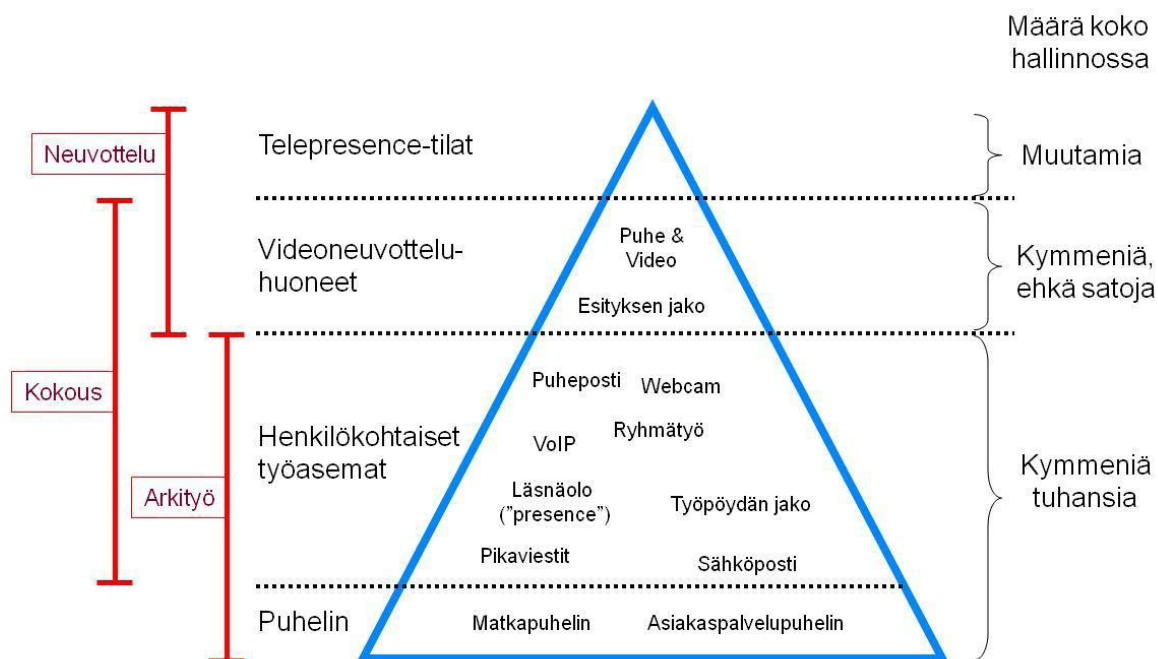 Määrä koko
hallinnossa
Neuvottelu
Telepresence-tilat
Muutamia
Videoneuvottelu-
huoneet
Puhe &
Video
Esityksen jako
Kymmeniä,
ehkä satoja
Kokous
Arkityö
Henkilökohtaiset
työasemat
Puheposti
Webcam
VoIP
Ryhmätyö
Läsnäolo
("presence")
Työpöydän jako
Pikaviestit
Sähköposti
Kymmeniä
tuhansia
Puhelin
Matkapuhelin
Asiakaspalvelupuhelin